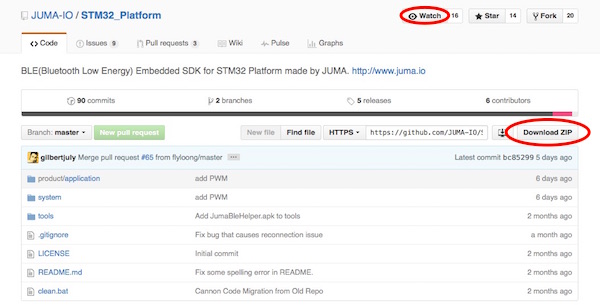 JUMA-IO / STM32_Platform
Watch 16 Star 14 Fork 20
Code Issues 9 Pull requests 3 Wiki Pulse Graphs
BLE(Bluetooth Low Energy) Embedded SDK for STM32 Platform made by JUMA. http://www.juma.io
90 commits 2 branches 5 releases 6 contributors
Branch: master New pull request New file Find file HTTPS https://github.com/JUMA-IO/S Download ZIP
gilbertjuly Merge pull request #65 from flyloong/master Latest commit bc85299 5 days ago
product/application add PWM 6 days ago
system add PWM 6 days ago
tools Add JumaBleHelper.apk to tools 2 months ago
.gitignore Fix bug that causes reconnection issue a month ago
LICENSE Initial commit 2 months ago
README.md Fix some spelling error in README. 2 months ago
clean.bat Cannon Code Migration from Old Repo 2 months ago